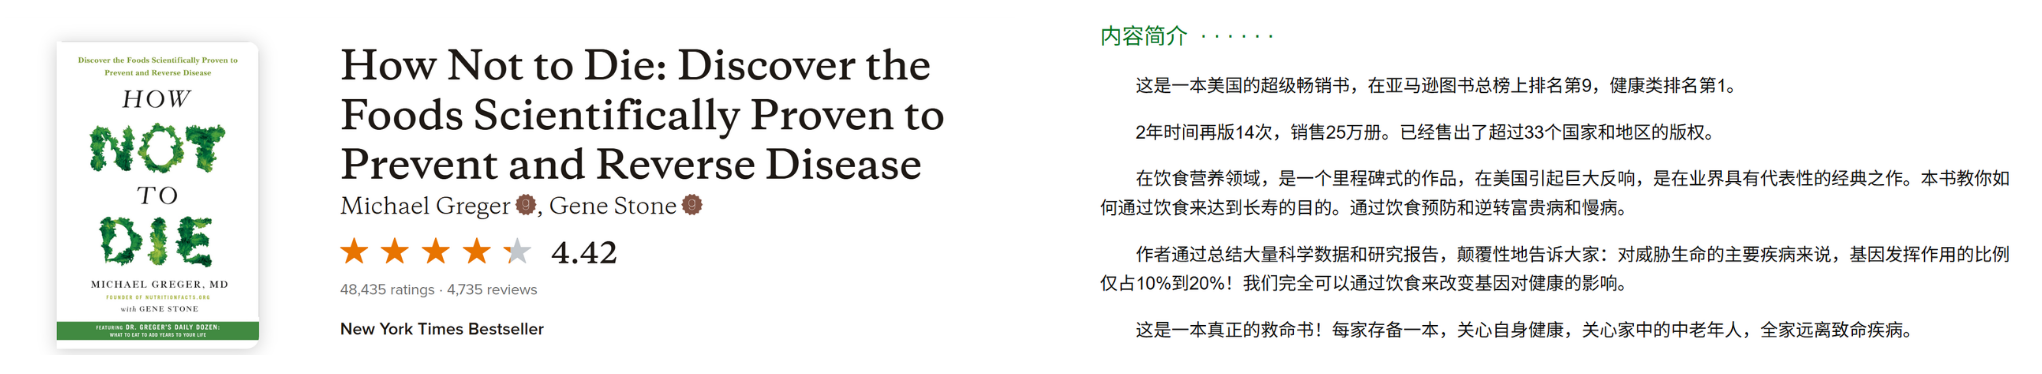 Discover the Foods Scientifically Proven to
Prevent and Reverse Disease
HOW
NOT
TO
DIE
MICHAEL GREGER, MD
FOUNDER OF NUTRITIONFACTS.ORG
with GENE STONE
FEATURING DR. GREGER'S DAILY DOZEN:
WHAT TO EAT TO ADD YEARS TO YOUR LIFE
How Not to Die: Discover the
Foods Scientifically Proven to
Prevent and Reverse Disease
Michael Greger g, Gene Stone g
4.42
48,435 ratings · 4,735 reviews
New York Times Bestseller
内容简介 · · · · · ·
这是一本美国的超级畅销书，在亚马逊图书总榜上排名第9，健康类排名第1。
2年时间再版14次，销售25万册。已经售出了超过33个国家和地区的版权。
在饮食营养领域，是一个里程碑式的作品，在美国引起巨大反响，是在业界具有代表性的经典之作。本书教你如
何通过饮食来达到长寿的目的。通过饮食预防和逆转富贵病和慢病。
作者通过总结大量科学数据和研究报告，颠覆性地告诉大家：对威胁生命的主要疾病来说，基因发挥作用的比例
仅占10%到20%！我们完全可以通过饮食来改变基因对健康的影响。
这是一本真正的救命书！每家存备一本，关心自身健康，关心家中的中老年人，全家远离致命疾病。